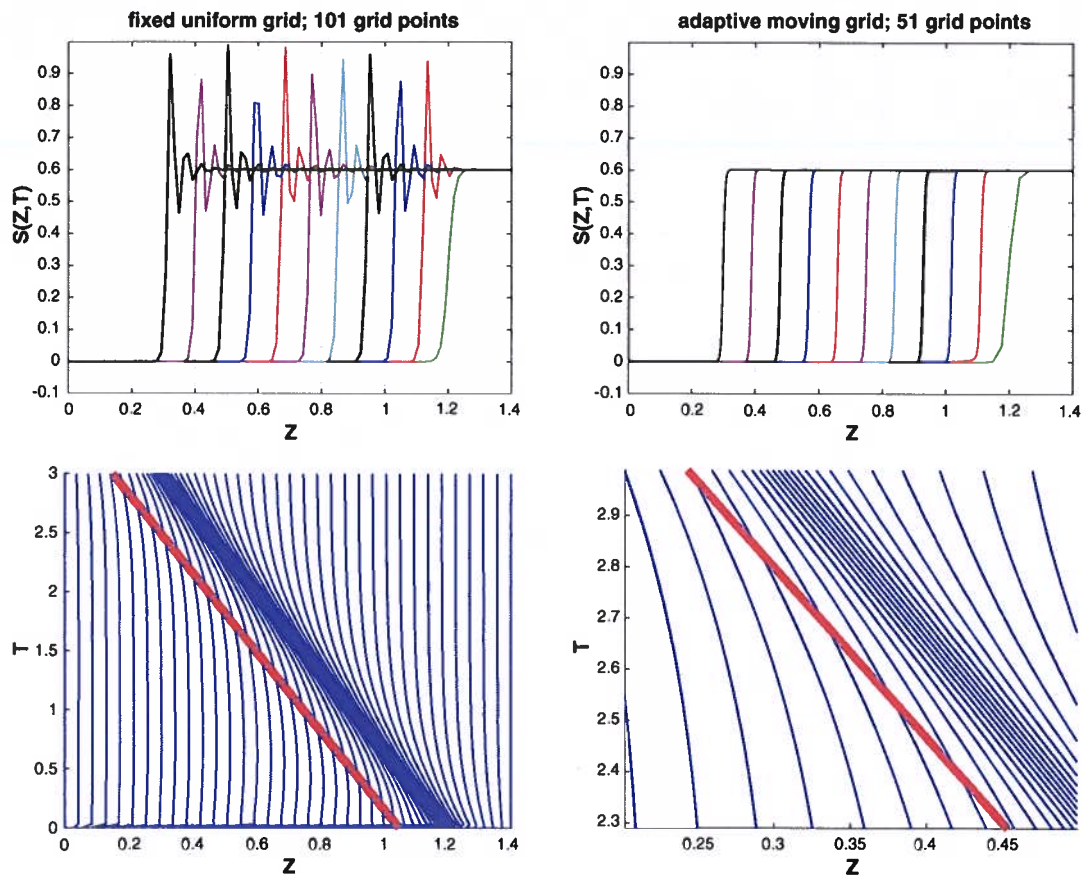 fixed uniform grid; 101 grid points
adaptive moving grid; 51 grid points
S(Z,T)
0.9
0.8
0.7
0.6
0.5
0.4
0.3
0.2
0.1
0
-0.1
0 0.2 0.4 0.6 0.8 1 1.2 1.4
Z
S(Z,T)
0.9
0.8
0.7
0.6
0.5
0.4
0.3
0.2
0.1
0
-0.1
0 0.2 0.4 0.6 0.8 1 1.2 1.4
Z
T
3
2.5
2
1.5
1
0.5
0
0 0.2 0.4 0.6 0.8 1 1.2 1.4
Z
T
2.9
2.8
2.7
2.6
2.5
2.4
2.3
0.25 0.3 0.35 0.4 0.45
Z